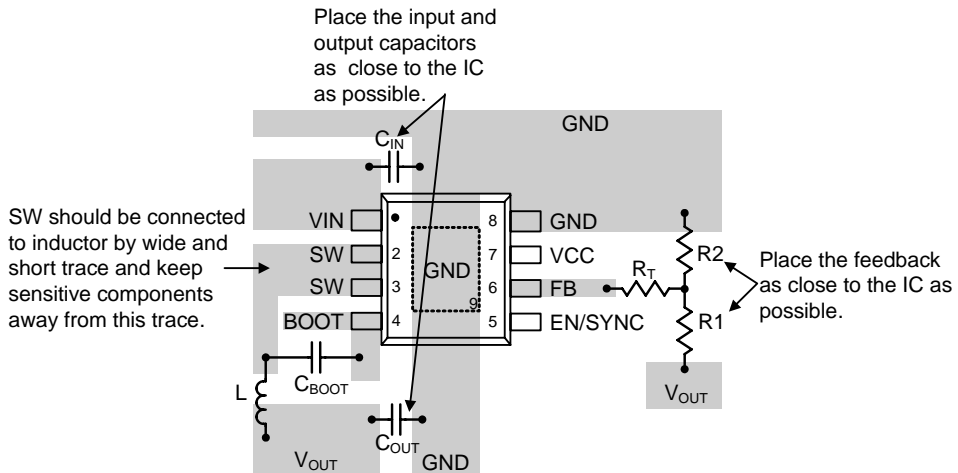 Place the input and
output capacitors
as close to the IC
as possible.
GND
CIN
SW should be connected
to inductor by wide and
short trace and keep
sensitive components
away from this trace.
VIN
SW
SW
BOOT
2
3
4
GND
9
8
7
6
5
GND
VCC
FB
EN/SYNC
RT
R2
R1
Place the feedback
as close to the IC as
possible.
VOUT
L
CBOOT
COUT
VOUT
GND